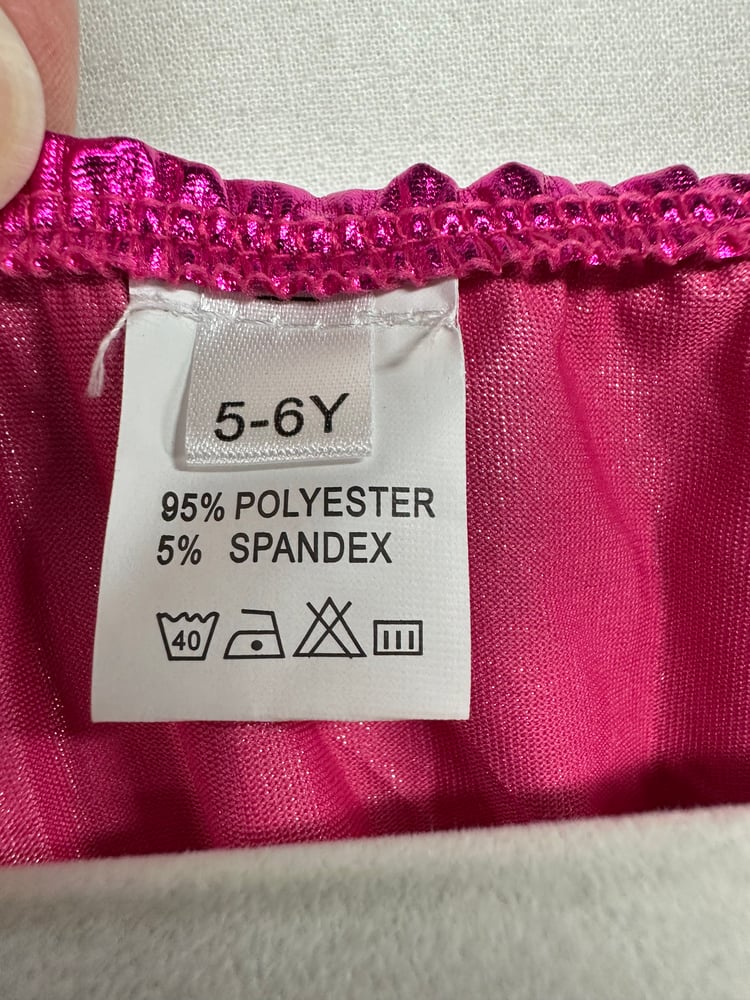 5-6Y
95% POLYESTER
5% SPANDEX
40